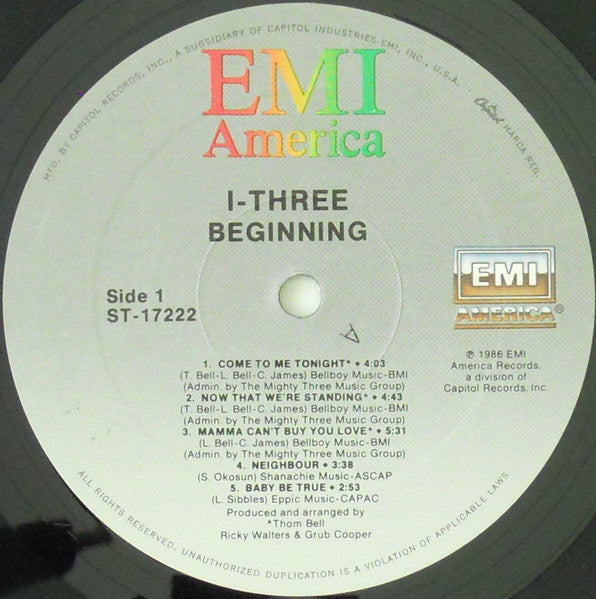 MFD. BY CAPITOL RECORDS, INC., A SUBSIDIARY OF CAPITOL INDUSTRIES-EMI, INC., U.S.A. . Capitol MARCA REG.
EMI
America
I-THREE
BEGINNING
Side 1
ST-17222
EMI
AMERICA®
℗ 1986 EMI
America Records,
a division of
Capitol Records, Inc.
1. COME TO ME TONIGHT* • 4:03
(T. Bell-L. Bell-C. James) Bellboy Music-BMI
(Admin. by The Mighty Three Music Group)
2. NOW THAT WE'RE STANDING* • 4:43
(T. Bell-L. Bell-C. James) Bellboy Music-BMI
(Admin. by The Mighty Three Music Group)
3. MAMMA CAN'T BUY YOU LOVE* • 5:31
(L. Bell-C. James) Bellboy Music-BMI
(Admin. by The Mighty Three Music Group)
4. NEIGHBOUR • 3:38
(S. Okosun) Shanachie Music-ASCAP
5. BABY BE TRUE • 2:53
(L. Sibbles) Eppic Music-CAPAC
Produced and arranged by
*Thom Bell
Ricky Walters & Grub Cooper
ALL RIGHTS RESERVED. UNAUTHORIZED DUPLICATION IS A VIOLATION OF APPLICABLE LAWS